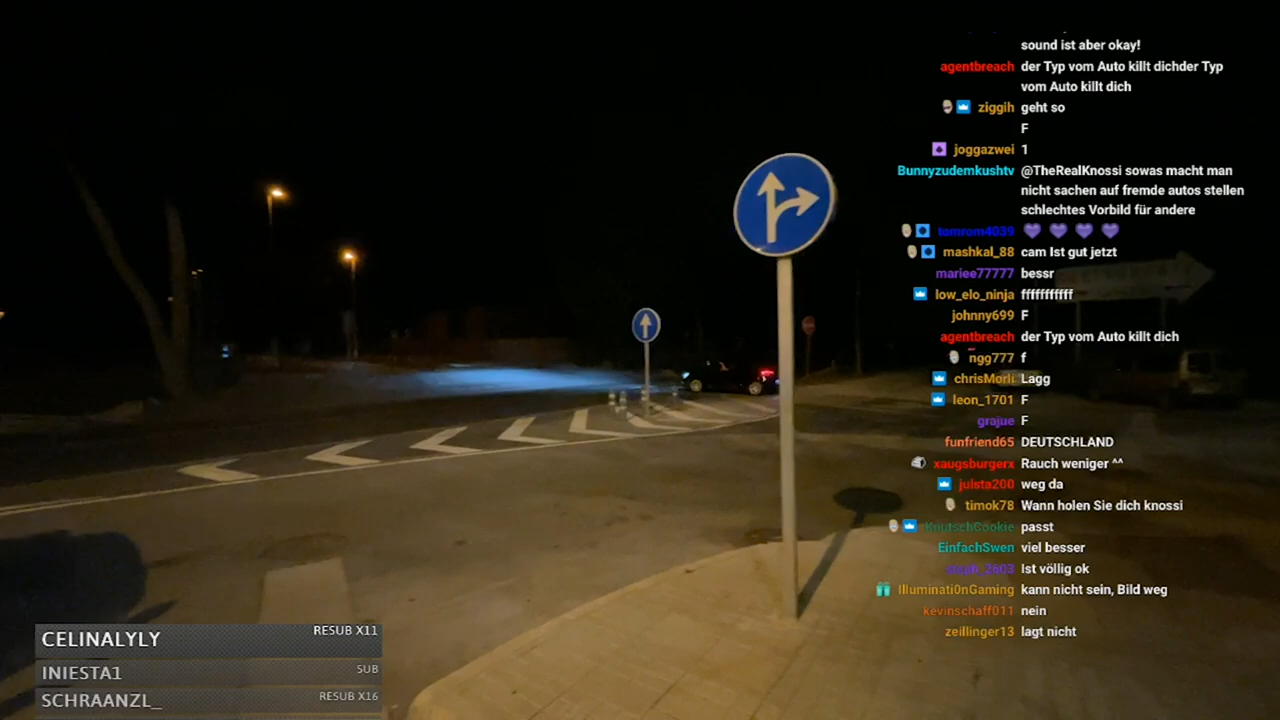 sound ist aber okay!
agentbreach der Typ vom Auto killt dichder Typ
vom Auto killt dich
ziggih geht so
F
joggazwei 1
Bunnyzudemkushtv @TheRealKnossi sowas macht man
nicht sachen auf fremde autos stellen
schlechtes Vorbild für andere
tomrom4039
mashkal_88 cam Ist gut jetzt
mariee77777 bessr
low_elo_ninja fffffffffff
johnny699 F
agentbreach der Typ vom Auto killt dich
ngg777 f
chrisMorli Lagg
leon_1701 F
grajue F
funfriend65 DEUTSCHLAND
xaugsburgerx Rauch weniger ^^
julsta200 weg da
timok78 Wann holen Sie dich knossi
KnutschCookie passt
EinfachSwen viel besser
Ist völlig ok
Illuminati0nGaming kann nicht sein, Bild weg
kevinschaff011 nein
zeillinger13 lagt nicht
CELINALYLY RESUB X11
INIESTA1 SUB
SCHRAANZL_ RESUB X16